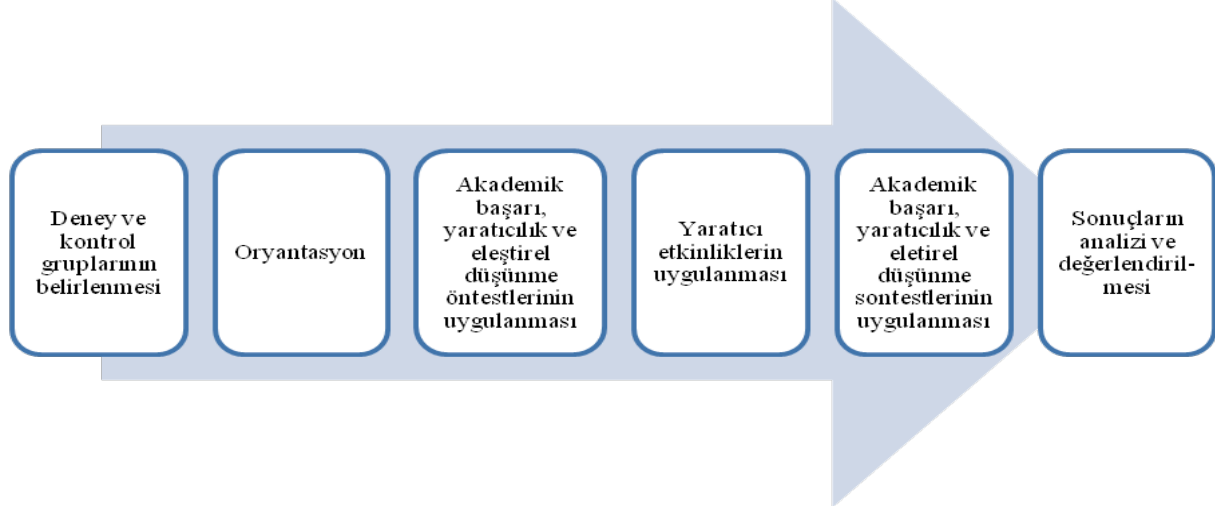 Deney ve
kontrol
gruplarının
belirlenmesi
Oryantasyon
Akademik
başarı,
yaratıcılık ve
eleştirel
düşünme
öntestlerinin
uygulanması
Yaratıcı
etkinliklerin
uygulanması
Akademik
başarı,
yaratıcılık ve
eletirel
düşünme
sontestlerinin
uygulanması
Sonuçların
analizi ve
değerlendiril-
mesi